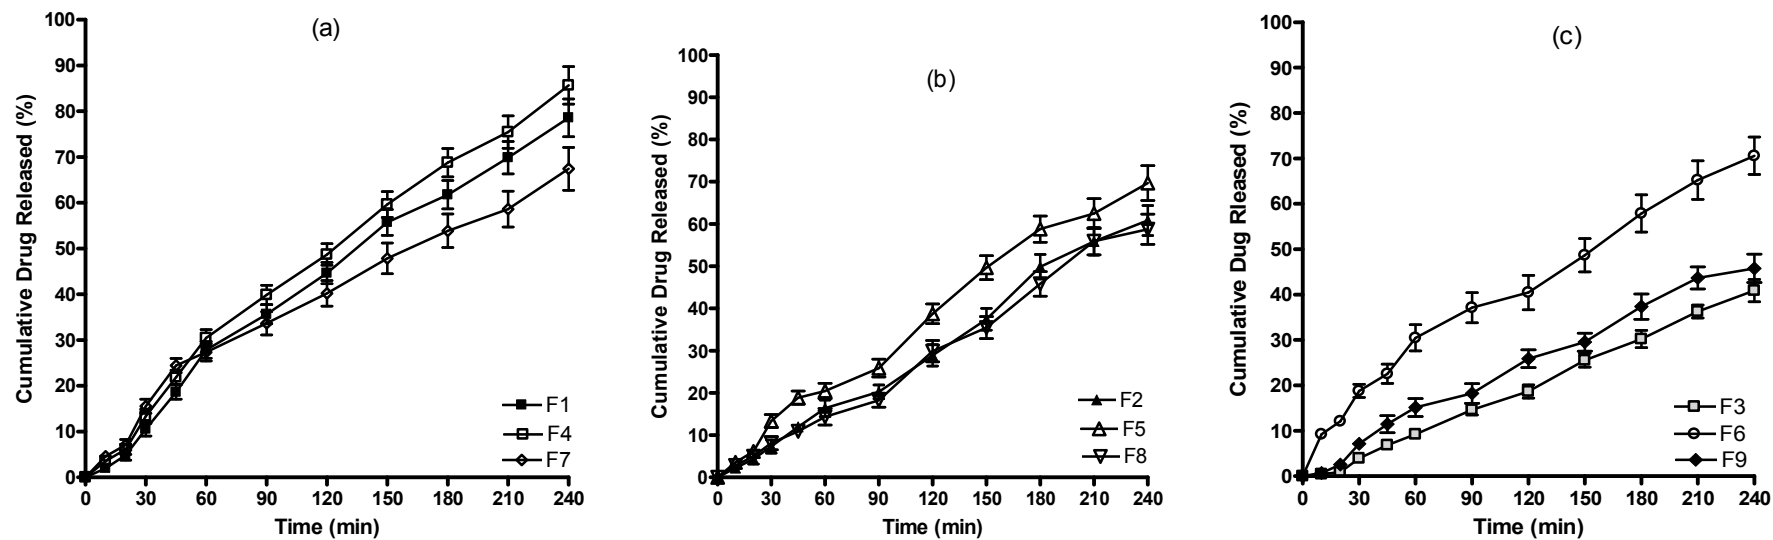 (a)
Cumulative Drug Released (%)
100
90
80
70
60
50
40
30
20
10
0
0 30 60 90 120 150 180 210 240
Time (min)
F1
F4
F7
(b)
Cumulative Drug Released (%)
100
90
80
70
60
50
40
30
20
10
0
0 30 60 90 120 150 180 210 240
Time (min)
F2
F5
F8
(c)
Cumulative Dug Rleased (%)
100
90
80
70
60
50
40
30
20
10
0
0 30 60 90 120 150 180 210 240
Time (min)
F3
F6
F9